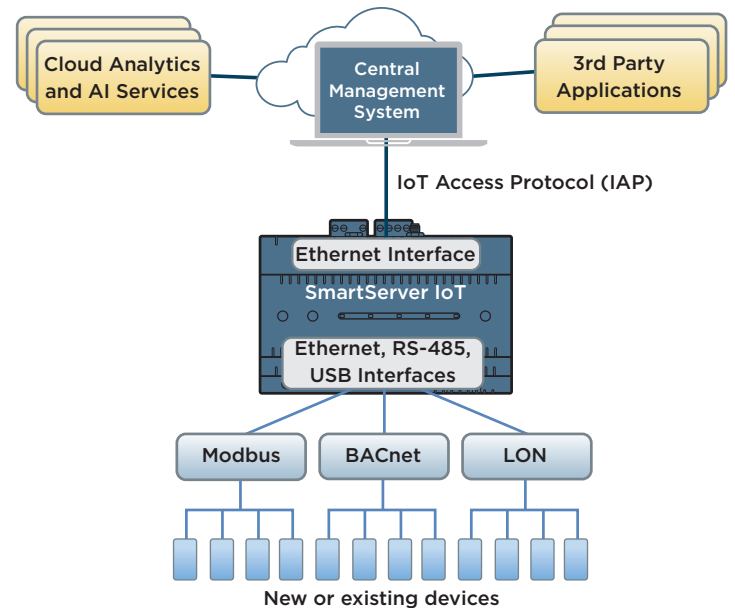 Cloud Analytics
and AI Services
Central
Management
System
3rd Party
Applications
IoT Access Protocol (IAP)
Ethernet Interface
SmartServer IoT
Ethernet, RS-485,
USB Interfaces
Modbus
BACnet
LON
New or existing devices